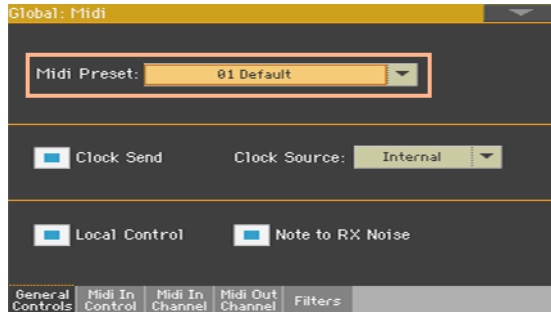 Global: Midi
Midi Preset: 01 Default
Clock Send Clock Source: Internal
Local Control Note to RX Noise
General Controls Midi In Control Midi In Channel Midi Out Channel Filters